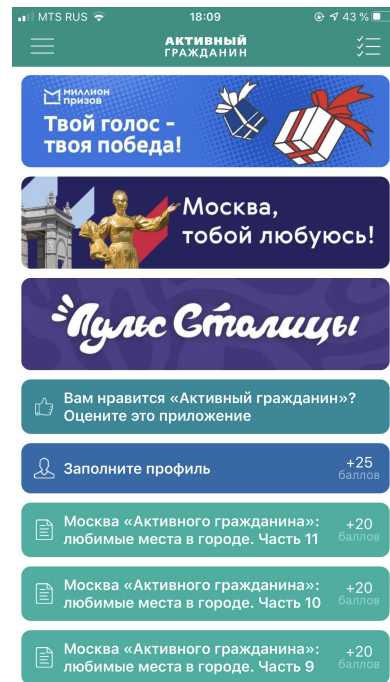 MTS RUS 18:09 43 %
АКТИВНЫЙ
ГРАЖДАНИН
МИЛЛИОН
ПРИЗОВ
Твой голос -
твоя победа!
Москва,
тобой любуюсь!
Пульс Столицы
Вам нравится «Активный гражданин»?
Оцените это приложение
Заполните профиль
+25
баллов
Москва «Активного гражданина»:
любимые места в городе. Часть 11
+20
баллов
Москва «Активного гражданина»:
любимые места в городе. Часть 10
+20
баллов
Москва «Активного гражданина»:
любимые места в городе. Часть 9
+20
баллов